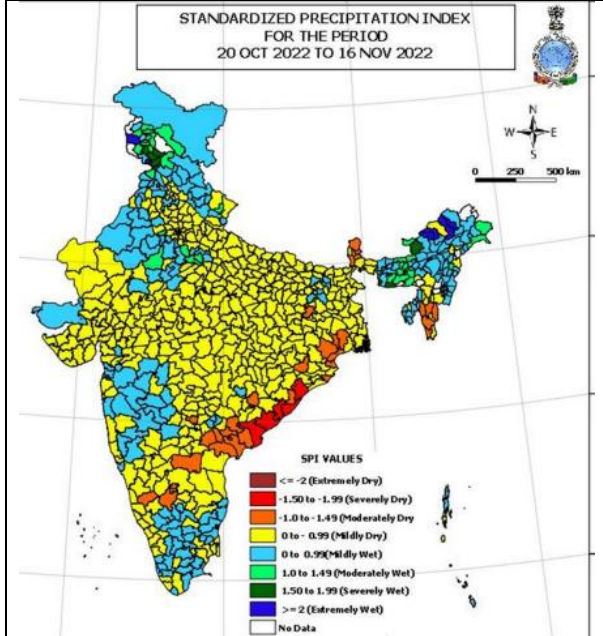 STANDARDIZED PRECIPITATION INDEX
FOR THE PERIOD
20 OCT 2022 TO 16 NOV 2022
N
W E
S
0 250 500 km
SPI VALUES
<= -2 (Extremely Dry)
-1.50 to -1.99 (Severely Dry)
-1.0 to -1.49 (Moderately Dry
0 to -0.99 (Mildly Dry)
0 to 0.99(Mildly Wet)
1.0 to 1.49 (Moderately Wet)
1.50 to 1.99 (Severely Wet)
>= 2 (Extremely Wet)
No Data